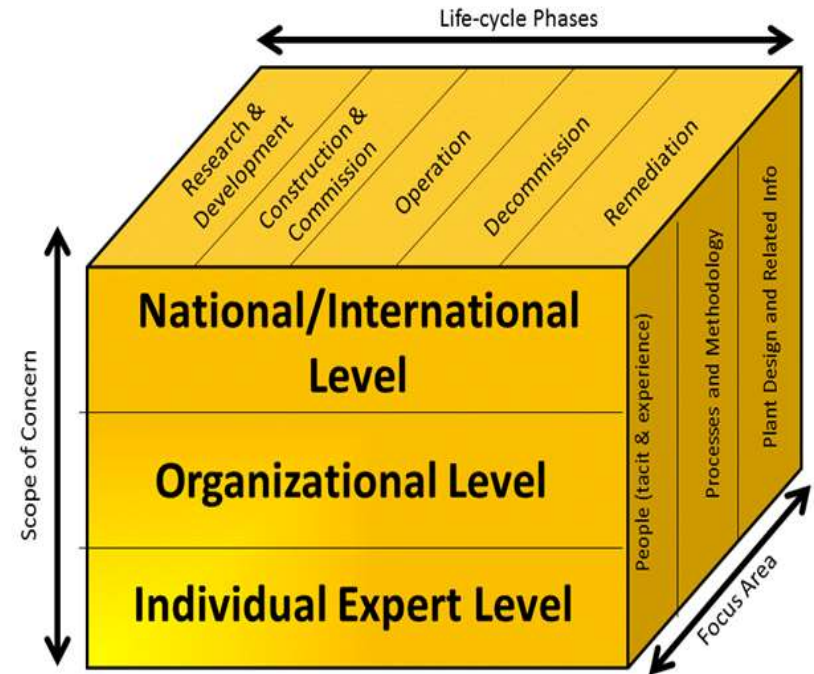 Life-cycle Phases
Research &
Development
Construction &
Commission
Operation
Decommission
Remediation
Scope of Concern
National/International
Level
Organizational Level
Individual Expert Level
People (tacit & experience)
Processes and Methodology
Plant Design and Related Info
Focus Area